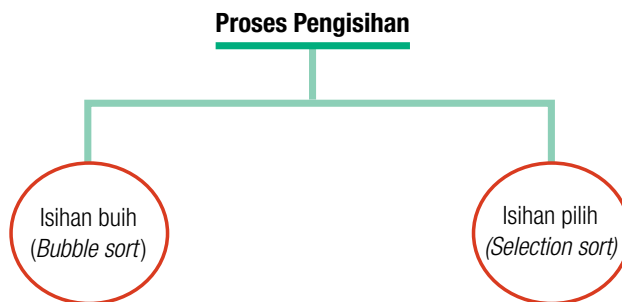 Proses Pengisihan
Isihan buih
(Bubble sort)
Isihan pilih
(Selection sort)